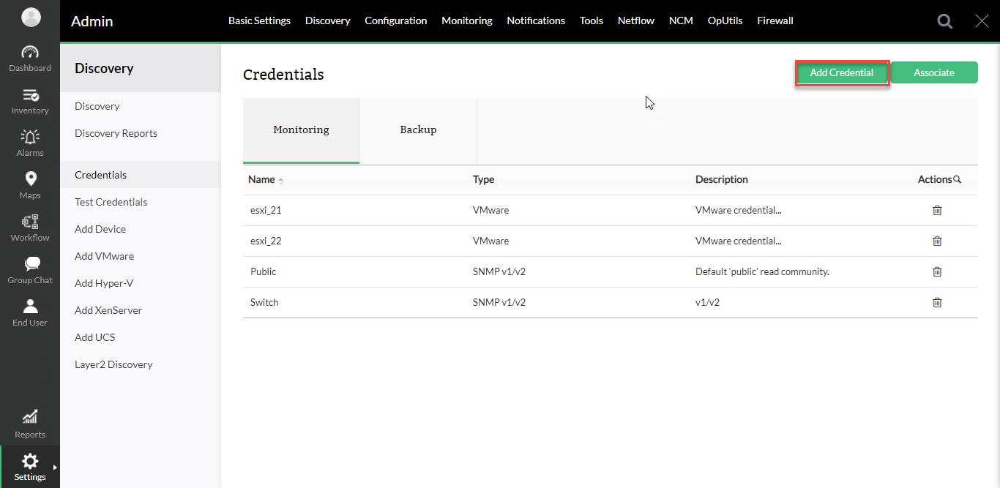 Admin
Basic Settings Discovery Configuration Monitoring Notifications Tools Netflow NCM OpUtils Firewall
Dashboard
Inventory
Alarms
Maps
Workflow
Group Chat
End User
Reports
Settings
Discovery
Discovery
Discovery Reports
Credentials
Test Credentials
Add Device
Add VMware
Add Hyper-V
Add XenServer
Add UCS
Layer2 Discovery
Credentials
Add Credential Associate
Monitoring Backup
Name Type Description Actions
esxi_21 VMware VMware credential...
esxi_22 VMware VMware credential...
Public SNMP v1/v2 Default 'public' read community.
Switch SNMP v1/v2 v1/v2